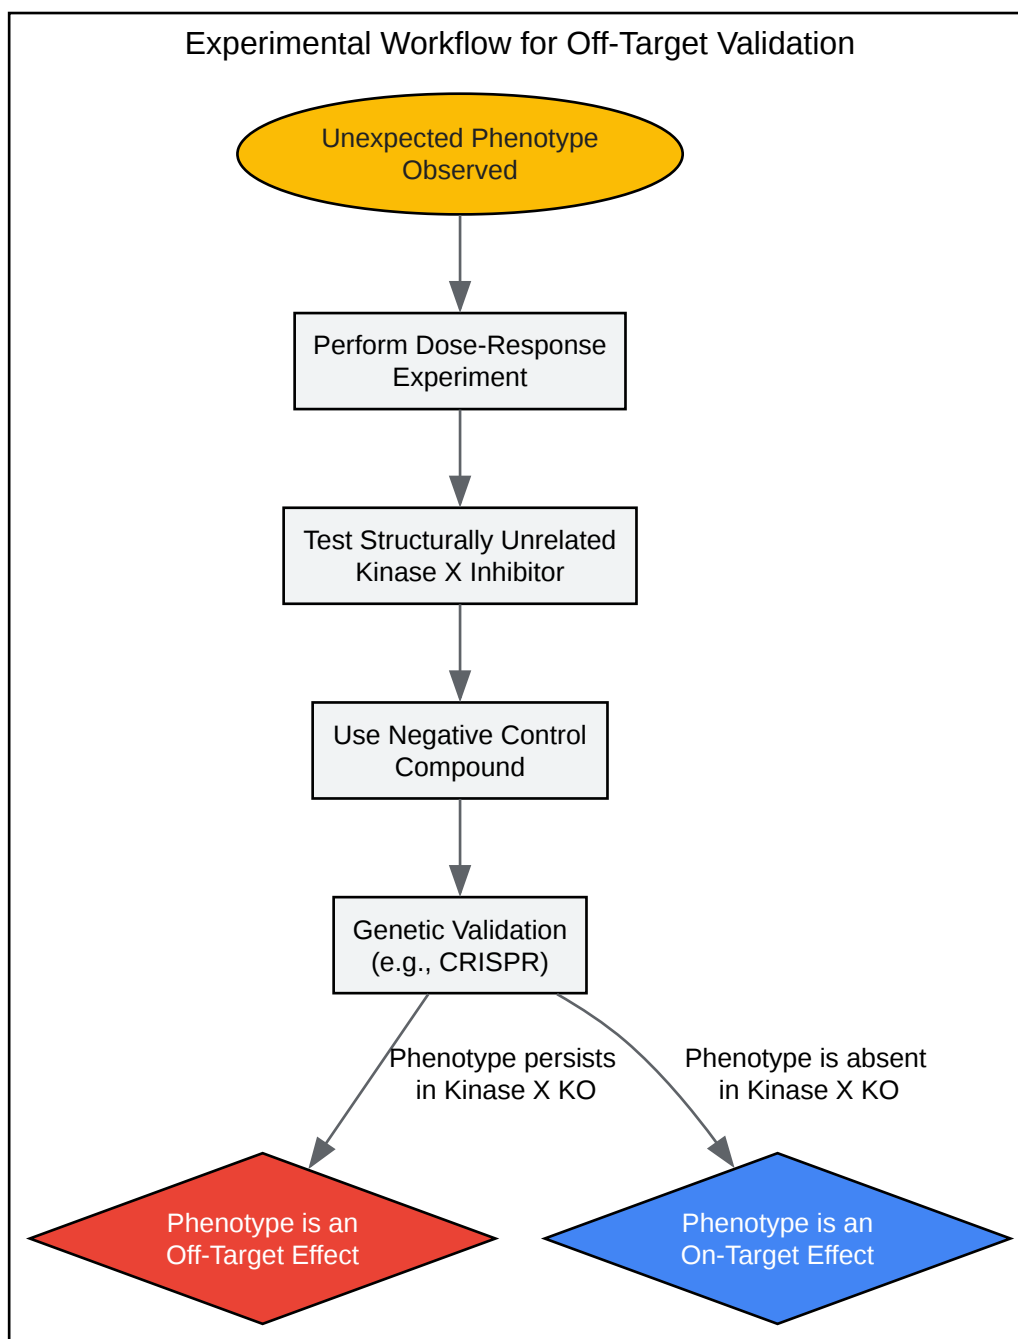 Experimental Workflow for Off-Target Validation
Unexpected Phenotype
Observed
Perform Dose-Response
Experiment
Test Structurally Unrelated
Kinase X Inhibitor
Use Negative Control
Compound
Genetic Validation
(e.g., CRISPR)
Phenotype persists
in Kinase X KO
Phenotype is absent
in Kinase X KO
Phenotype is an
Off-Target Effect
Phenotype is an
On-Target Effect